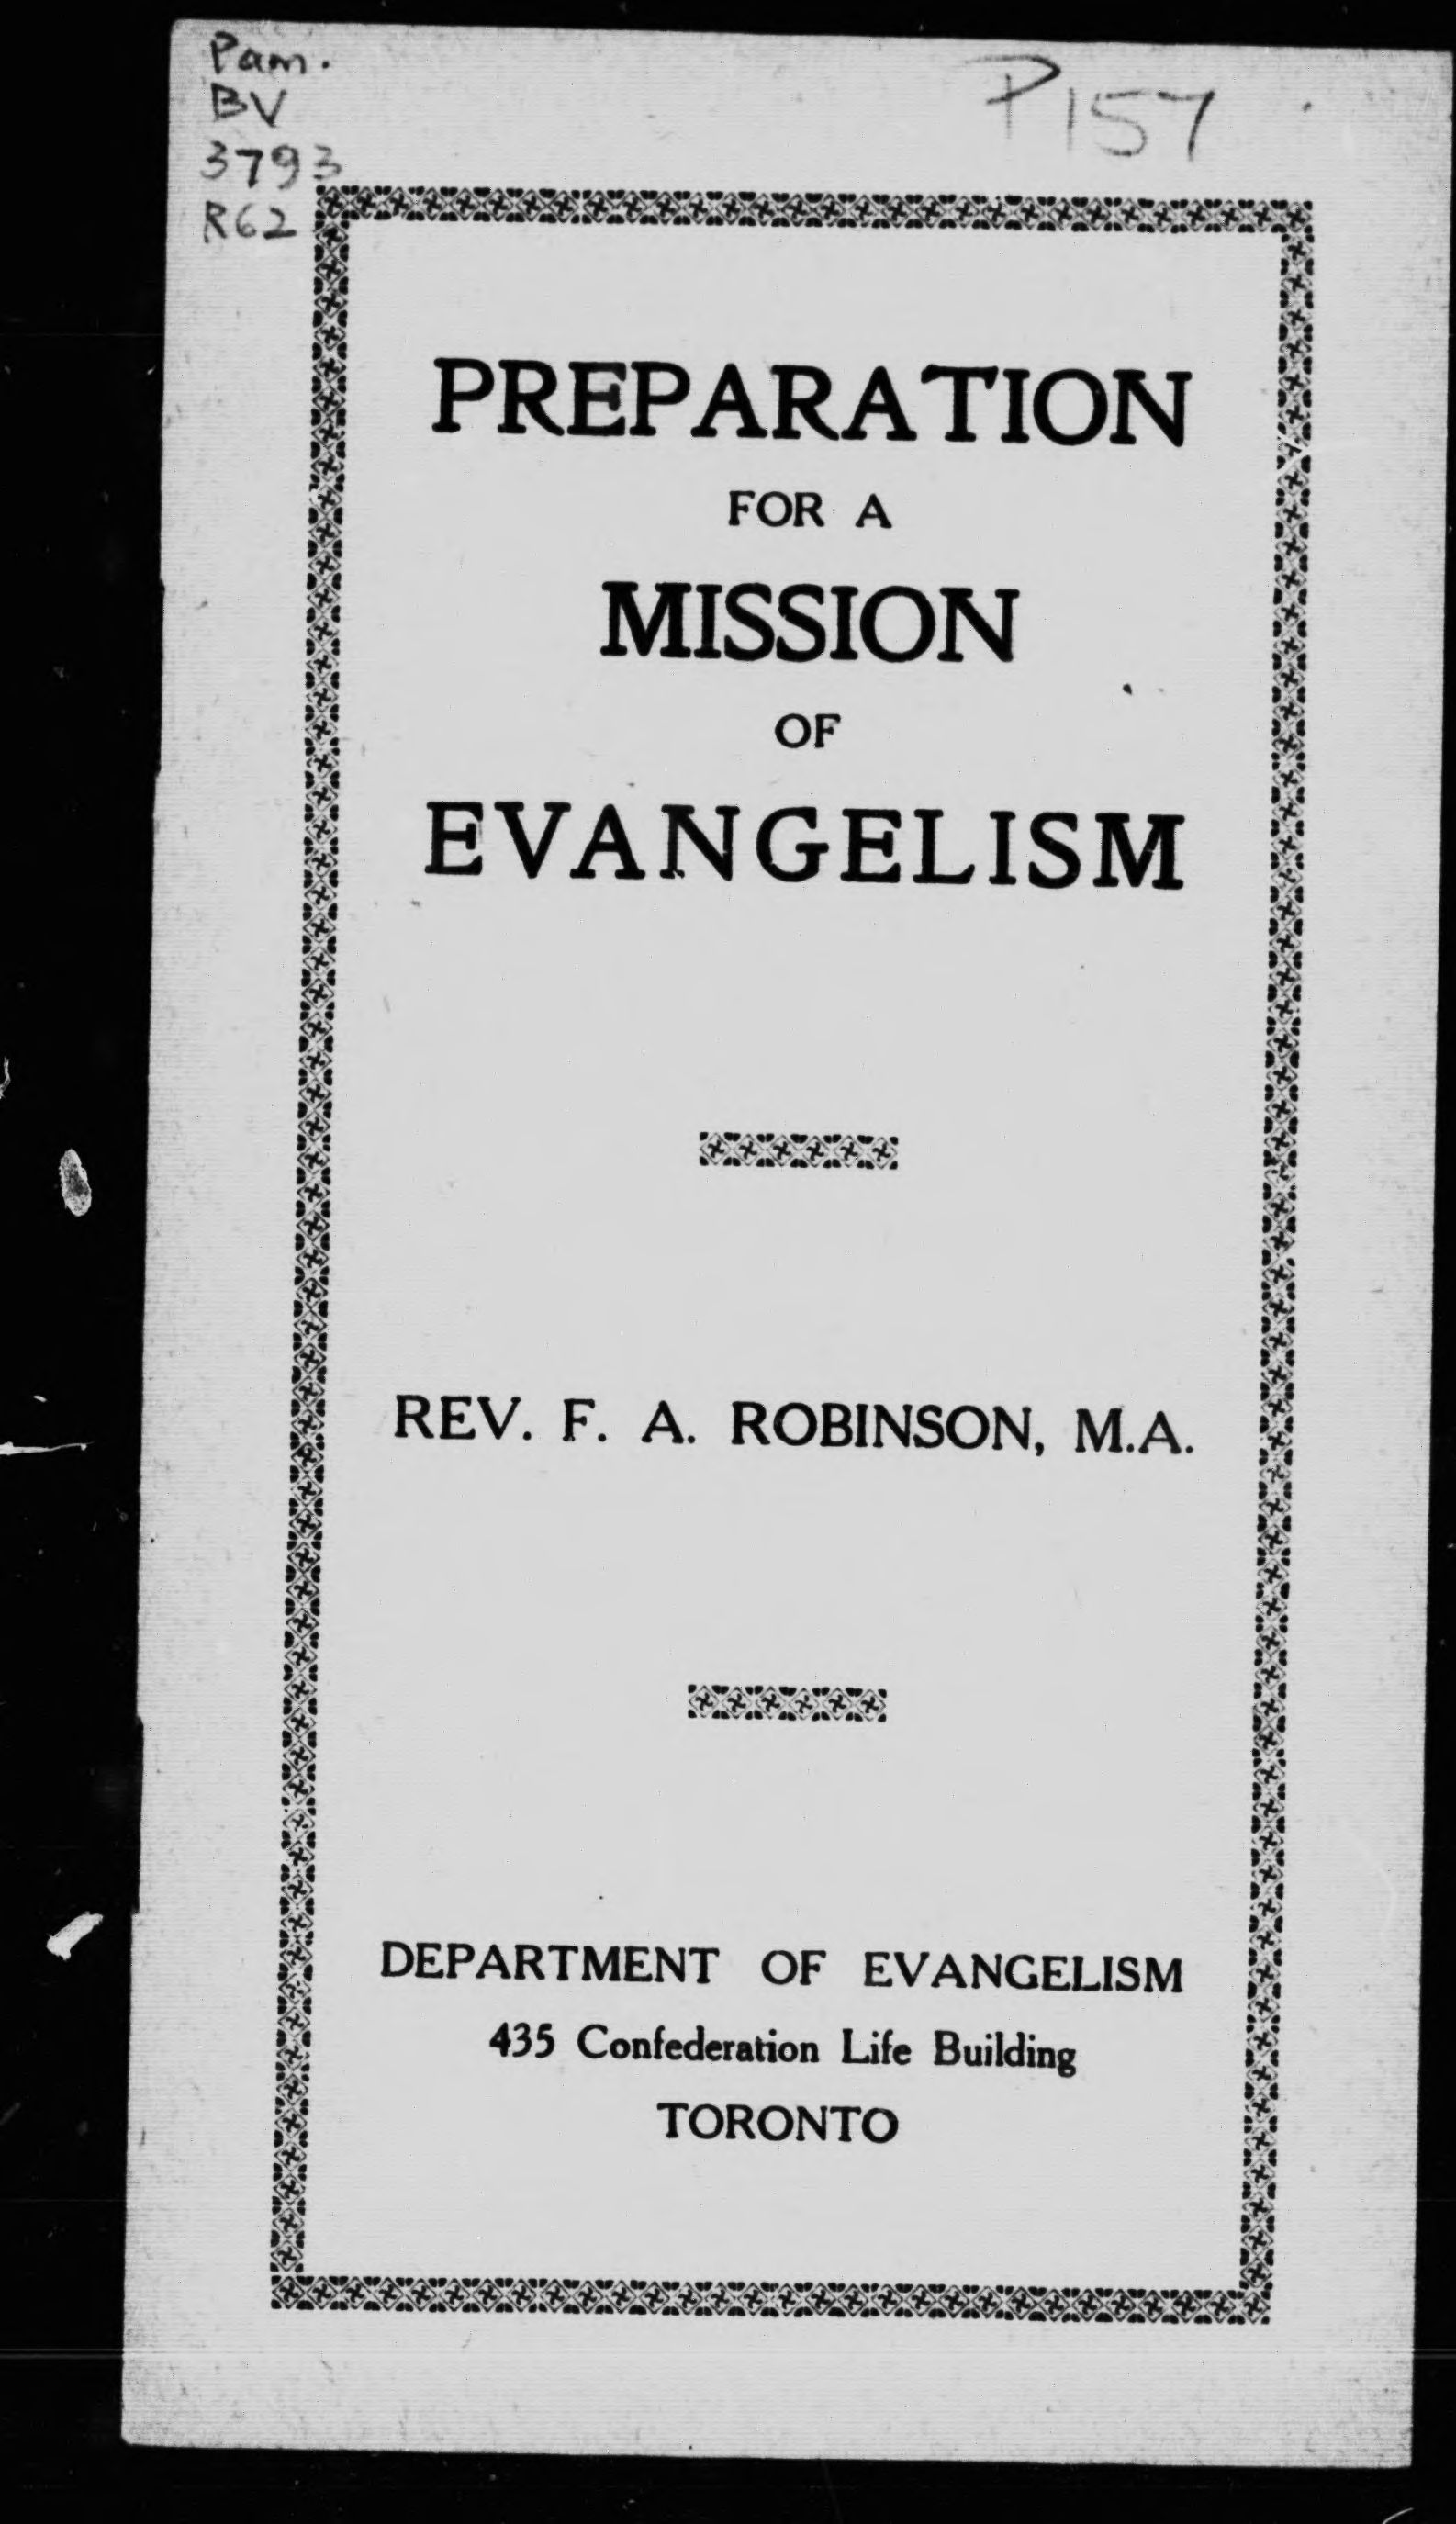 Pam.
BV
3793
R62
P157
PREPARATION
FOR A
MISSION
OF
EVANGELISM
REV. F. A. ROBINSON, M.A.
DEPARTMENT OF EVANGELISM
435 Confederation Life Building
TORONTO